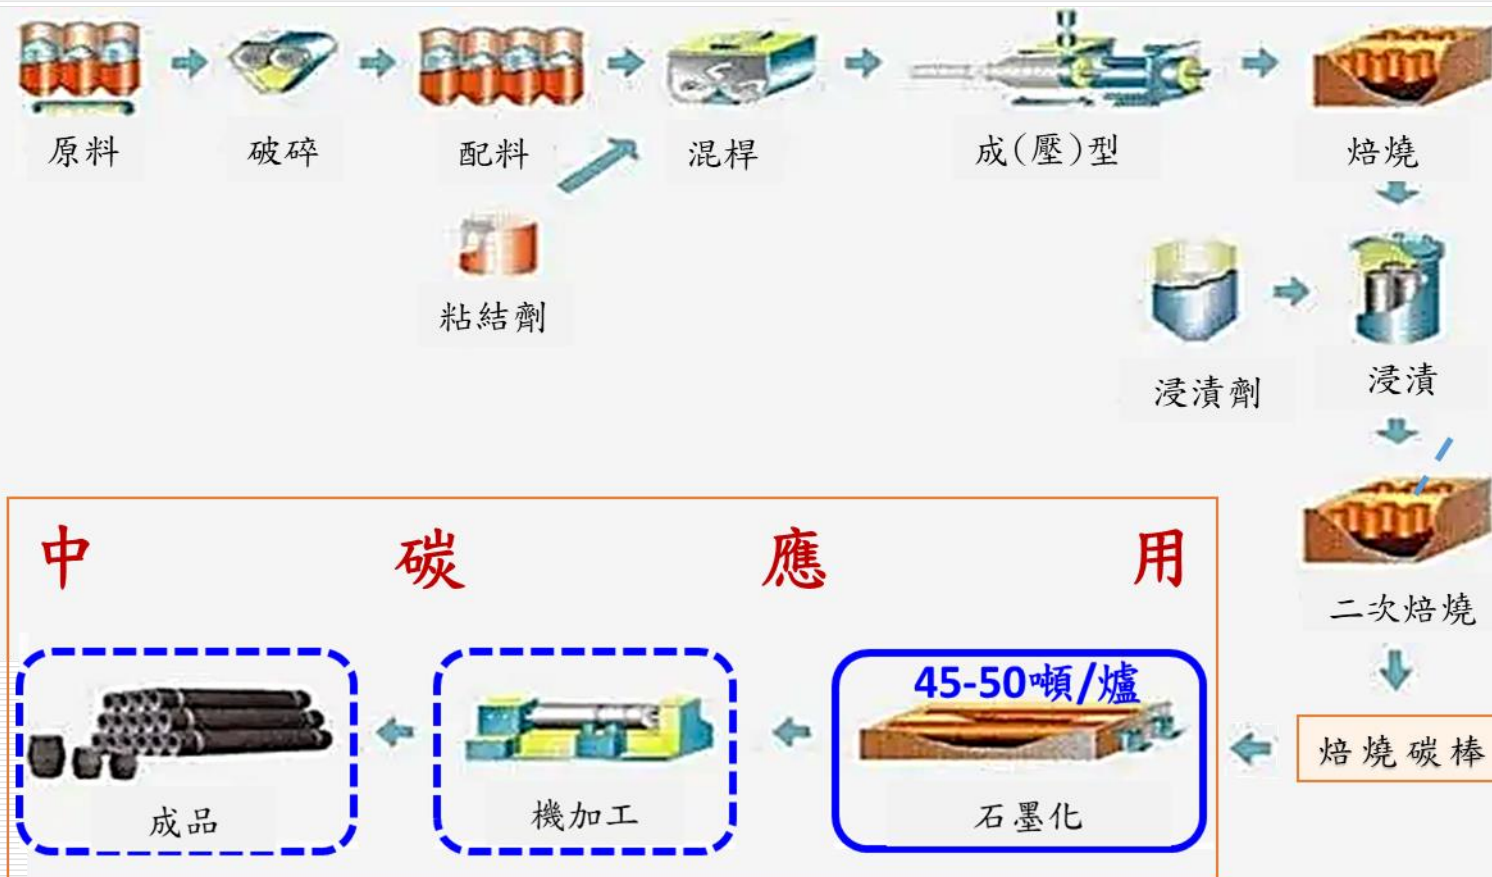 原料
破碎
配料
混桿
成(壓)型
焙燒
粘結劑
浸漬劑
浸漬
二次焙燒
焙燒碳棒
中碳應用
45-50噸/爐
石墨化
機加工
成品